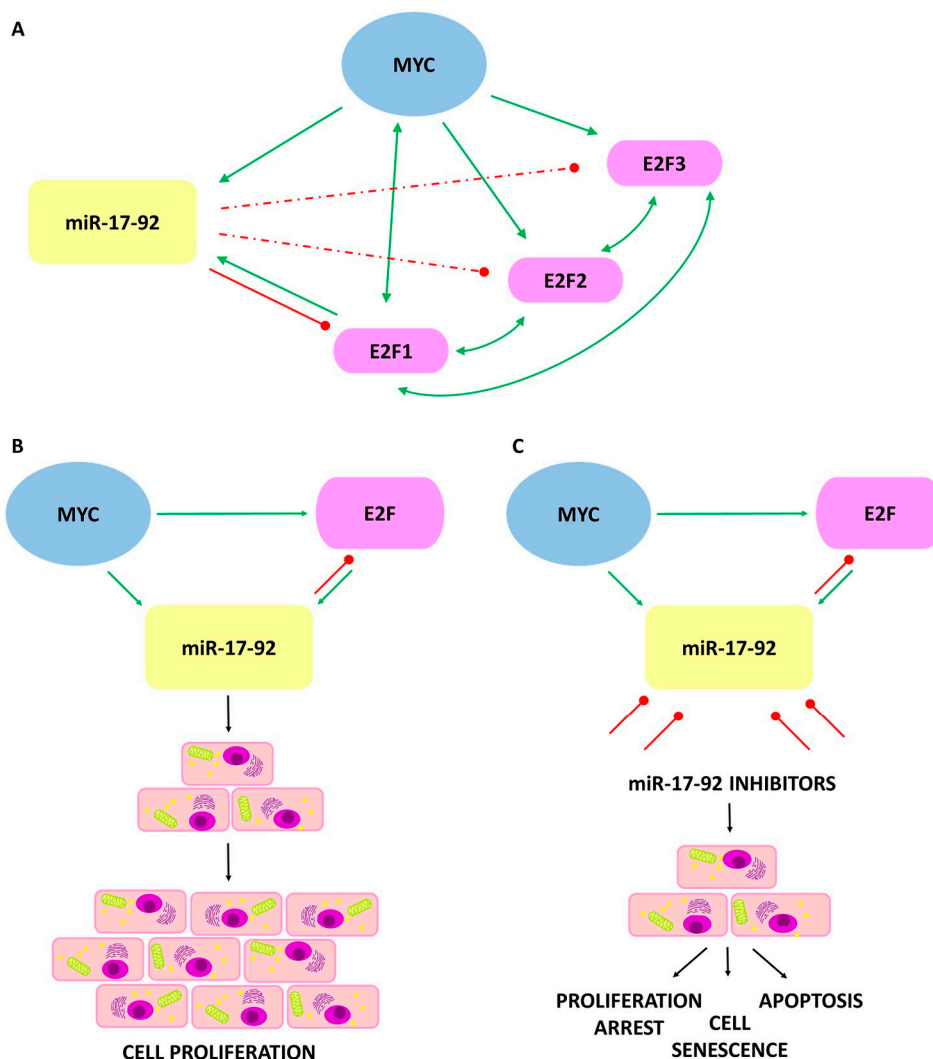 A
MYC
E2F3
miR-17-92
E2F2
E2F1
B
MYC
E2F
miR-17-92
CELL PROLIFERATION
C
MYC
E2F
miR-17-92
miR-17-92 INHIBITORS
PROLIFERATION
ARREST
CELL
SENESCENCE
APOPTOSIS